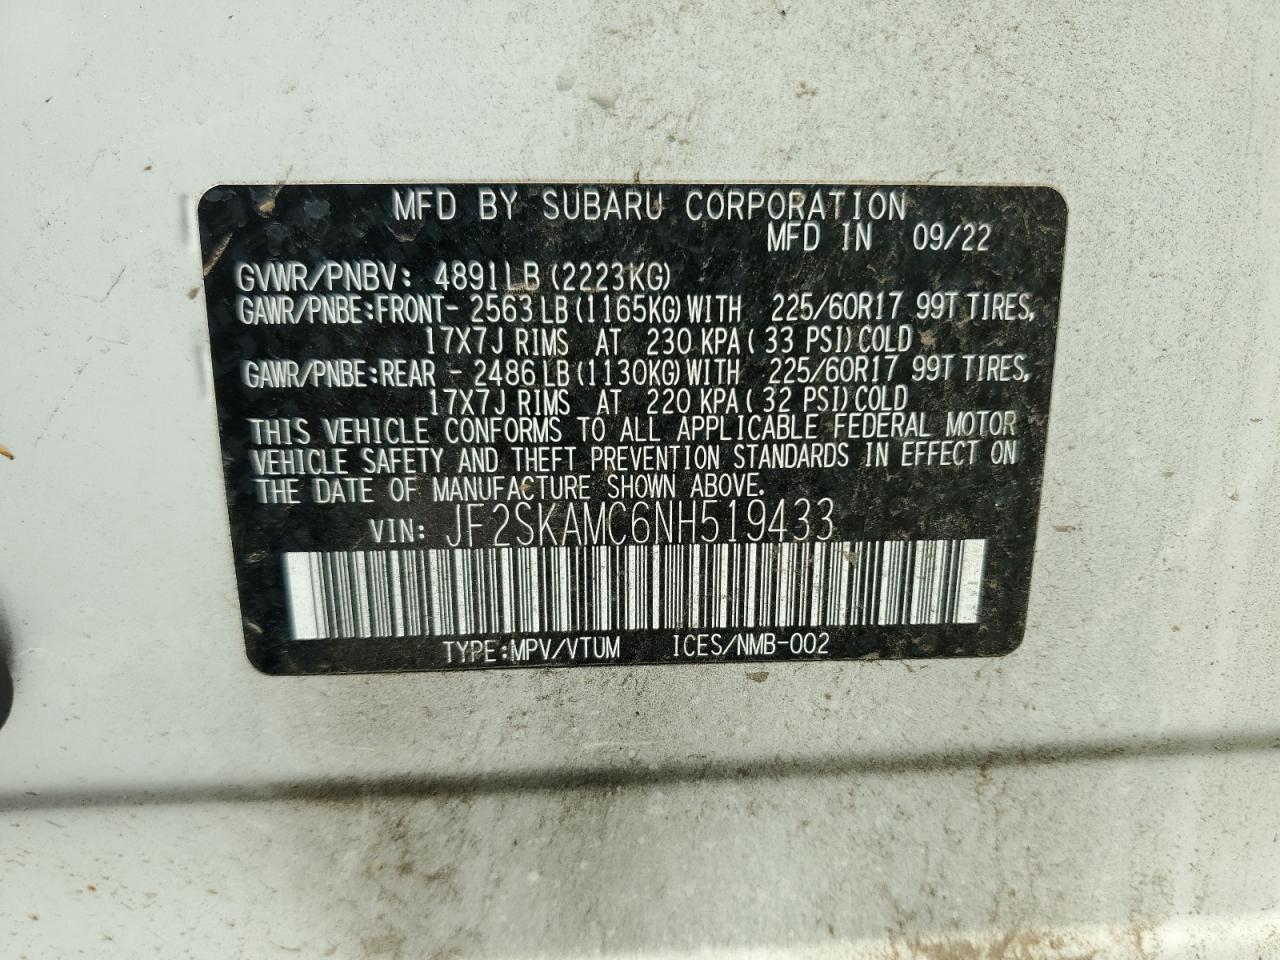 MFD BY SUBARU CORPORATION
MFD IN 09/22
GVWR/PNBV: 4891LB (2223KG)
GAWR/PNBE:FRONT- 2563LB (1165KG) WITH 225/60R17 99T TIRES,
17X7J RIMS AT 230 KPA ( 33 PSI) COLD
GAWR/PNBE:REAR - 2486LB (1130KG) WITH 225/60R17 99T TIRES,
17X7J RIMS AT 220 KPA ( 32 PSI) COLD
THIS VEHICLE CONFORMS TO ALL APPLICABLE FEDERAL MOTOR
VEHICLE SAFETY AND THEFT PREVENTION STANDARDS IN EFFECT ON
THE DATE OF MANUFACTURE SHOWN ABOVE.
VIN: JF2SKAMC6NH519433
TYPE:MPV/VTUM ICES/NMB-002